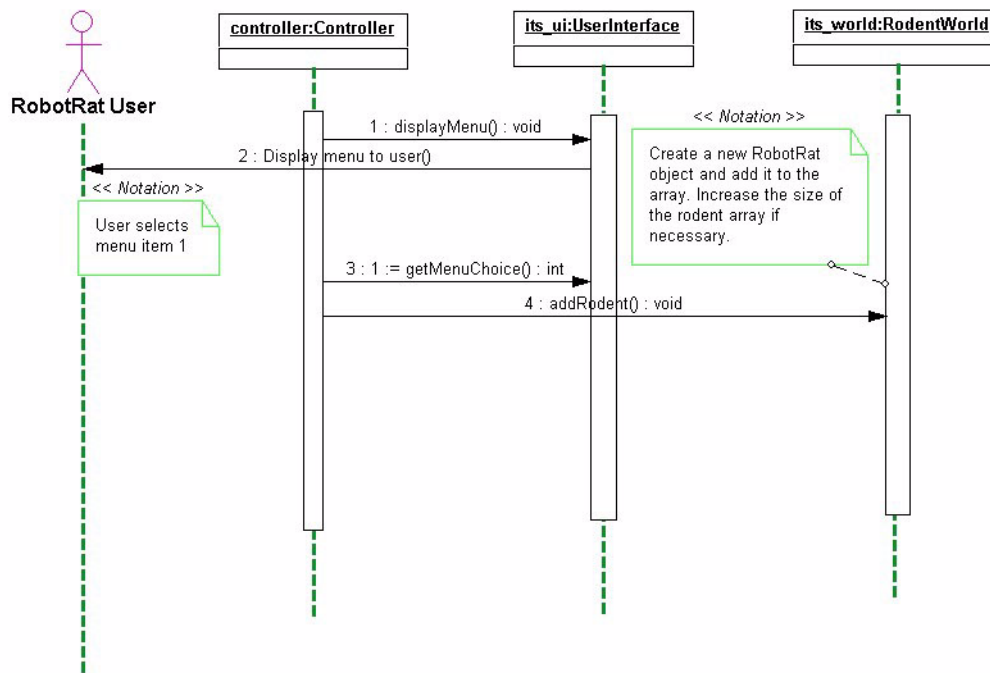 controller:Controller
its_ui:UserInterface
its_world:RodentWorld
RobotRat User
1 : displayMenu() : void
2 : Display menu to user()
<< Notation >>
User selects
menu item 1
<< Notation >>
Create a new RobotRat
object and add it to the
array. Increase the size of
the rodent array if
necessary.
3 : 1 := getMenuChoice() : int
4 : addRodent() : void